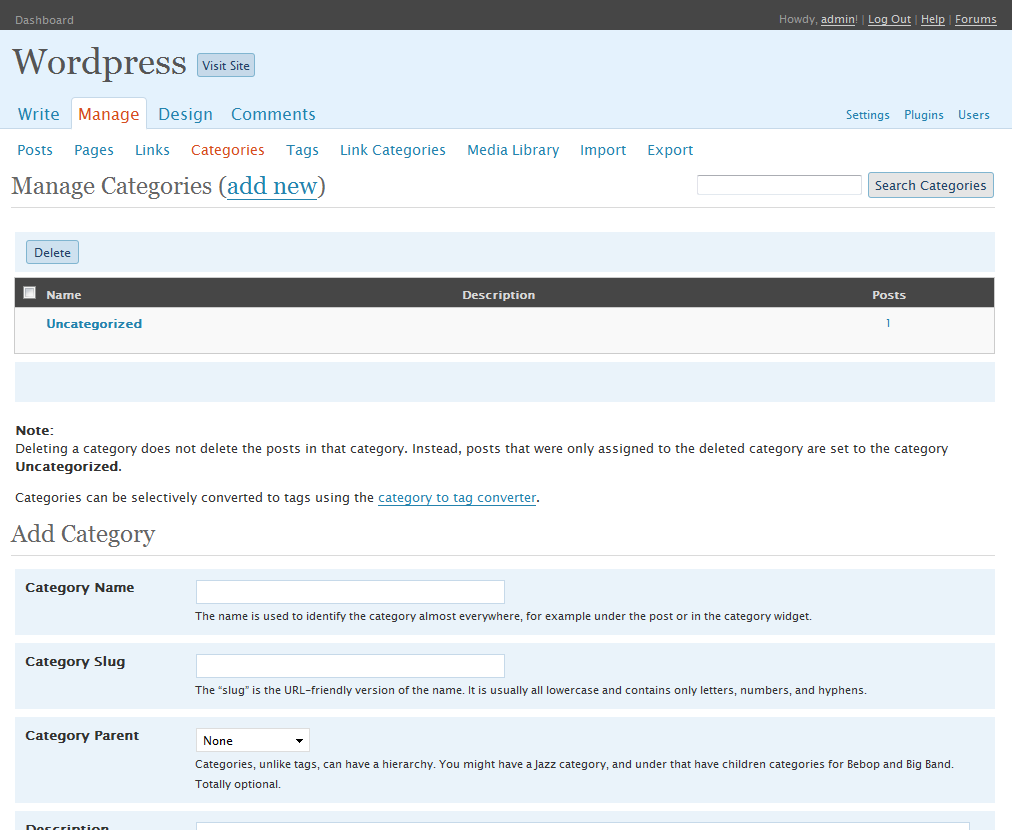 Dashboard
Howdy, admin! | Log Out | Help | Forums
Wordpress Visit Site
Write Manage Design Comments
Settings Plugins Users
Posts Pages Links Categories Tags Link Categories Media Library Import Export
Manage Categories (add new)
Search Categories
Delete
Name Description Posts
Uncategorized 1
Note:
Deleting a category does not delete the posts in that category. Instead, posts that were only assigned to the deleted category are set to the category
Uncategorized.
Categories can be selectively converted to tags using the category to tag converter.
Add Category
Category Name
The name is used to identify the category almost everywhere, for example under the post or in the category widget.
Category Slug
The “slug” is the URL-friendly version of the name. It is usually all lowercase and contains only letters, numbers, and hyphens.
Category Parent
None
Categories, unlike tags, can have a hierarchy. You might have a Jazz category, and under that have children categories for Bebop and Big Band.
Totally optional.
Description